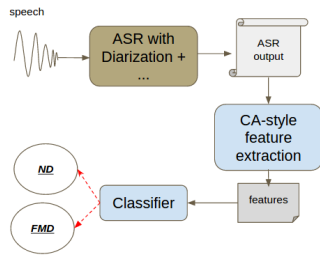 speech
ASR with
Diarization +
...
ASR
output
CA-style
feature
extraction
features
Classifier
ND
FMD